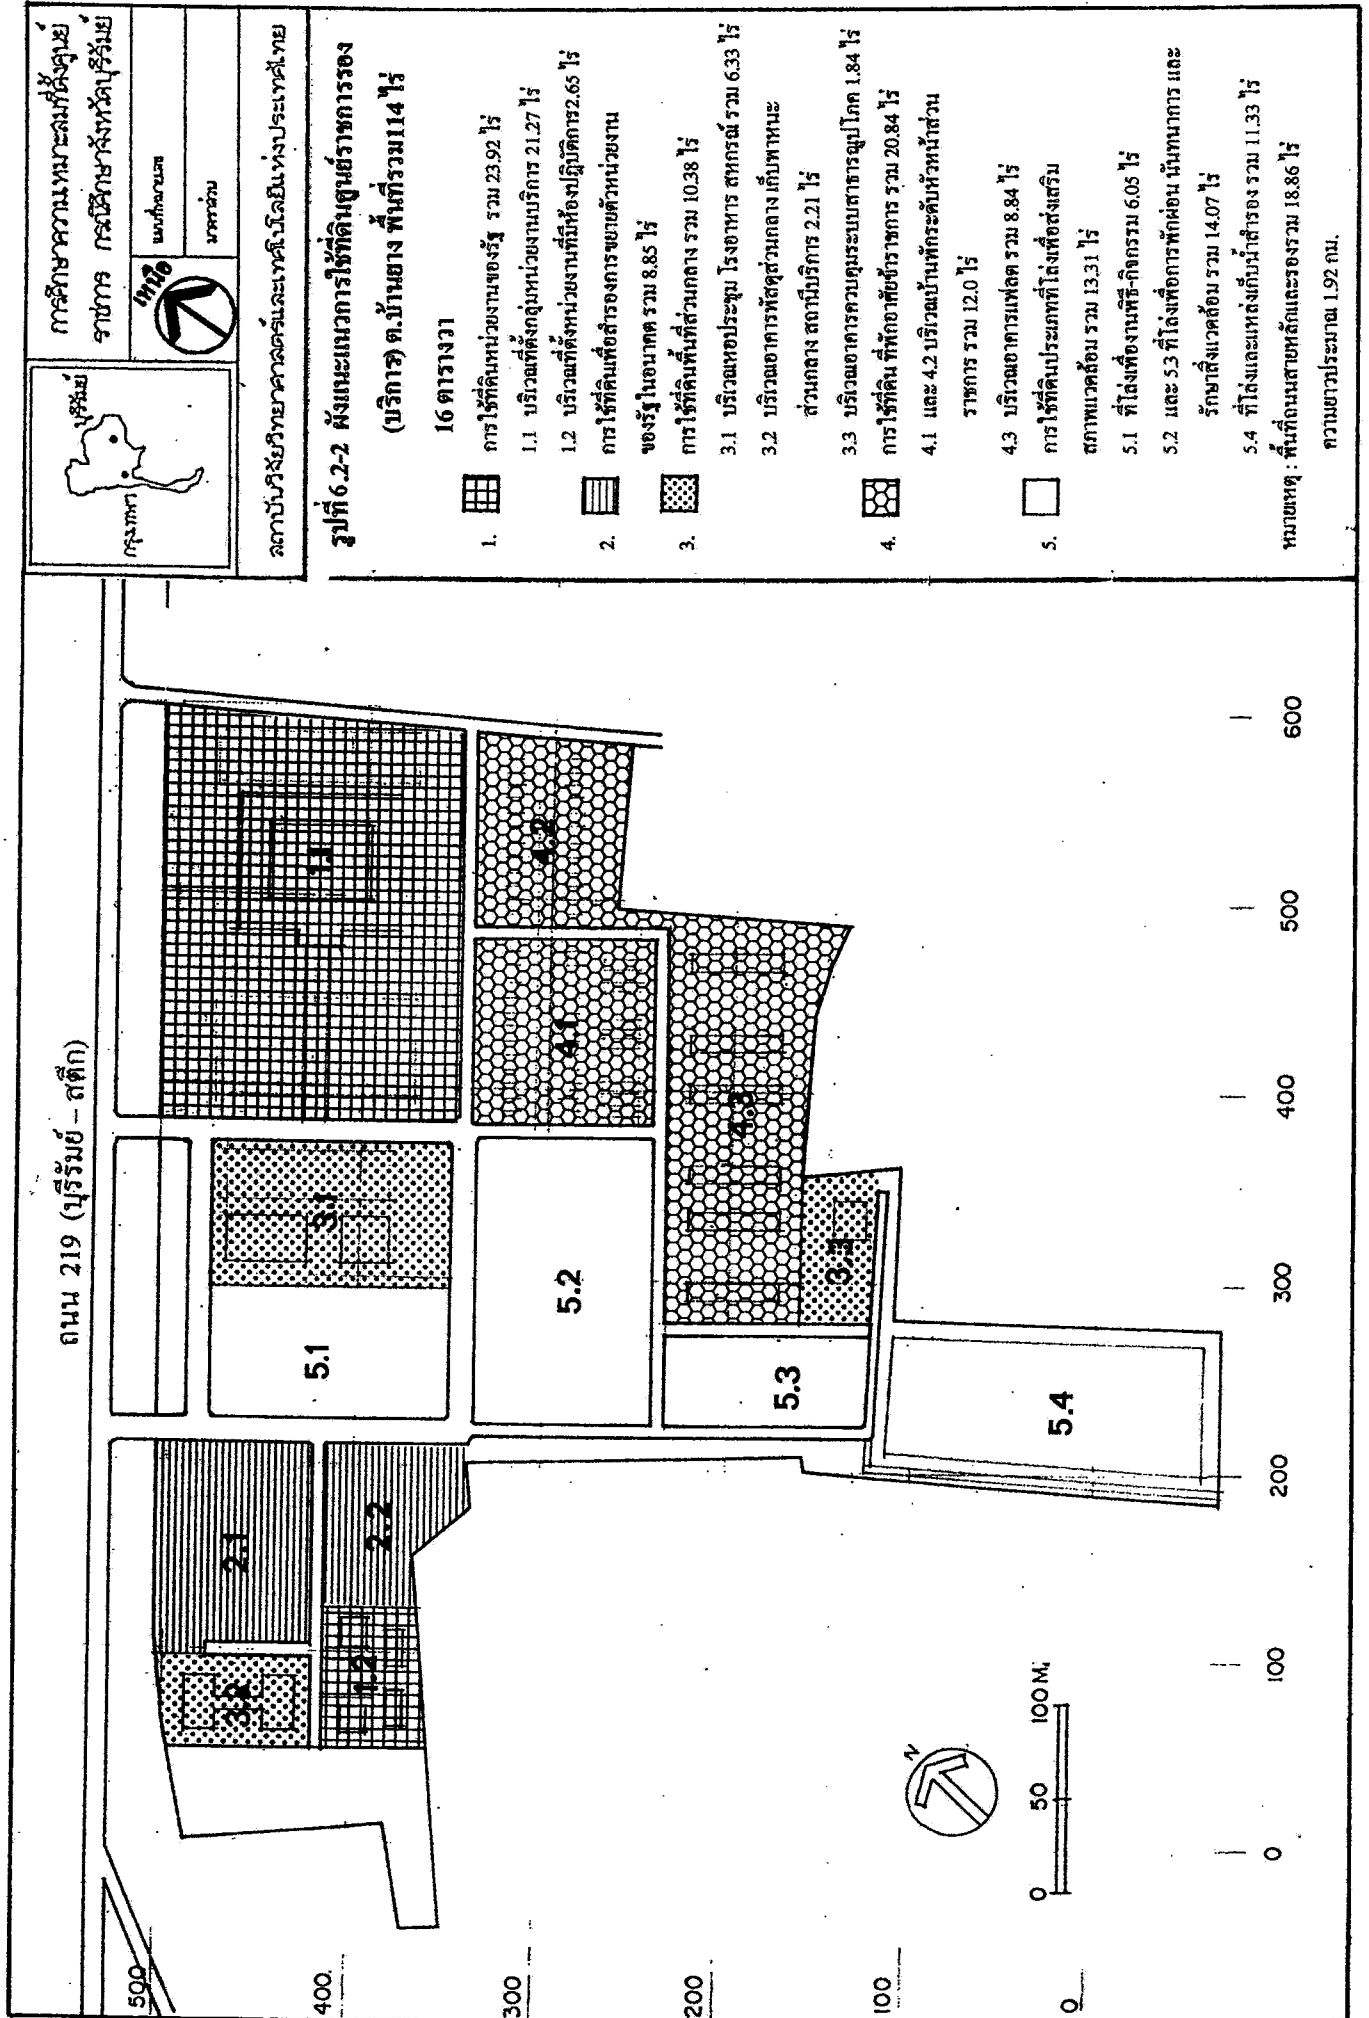 การศึกษาความเหมาะสมที่ตั้งศูนย์
ราชการ กรณีศึกษาจังหวัดบุรีรัมย์
เหนือ
แผนที่หมายเลข
มาตราส่วน
บุรีรัมย์
กรุงเทพฯ
สถาบันวิจัยวิทยาศาสตร์และเทคโนโลยีแห่งประเทศไทย
รูปที่ 6.2-2 ผังแนะแนวการใช้ที่ดินศูนย์ราชการรอง
(บริการ) ต.บ้านยาง พื้นที่รวม114 ไร่
16 ตารางวา
1. การใช้ที่ดินหน่วยงานของรัฐ รวม 23.92 ไร่
1.1 บริเวณที่ตั้งกลุ่มหน่วยงานบริการ 21.27 ไร่
1.2 บริเวณที่ตั้งหน่วยงานที่มีห้องปฏิบัติการ2.65 ไร่
2. การใช้ที่ดินเพื่อสำรองการขยายตัวหน่วยงาน
ของรัฐในอนาคต รวม 8.85 ไร่
3. การใช้ที่ดินพื้นที่ส่วนกลาง รวม 10.38 ไร่
3.1 บริเวณหอประชุม โรงอาหาร สหกรณ์ รวม 6.33 ไร่
3.2 บริเวณอาคารพัสดุส่วนกลาง เก็บพาหนะ
ส่วนกลาง สถานีบริการ 2.21 ไร่
3.3 บริเวณอาคารควบคุมระบบสาธารณูปโภค 1.84 ไร่
4. การใช้ที่ดิน ที่พักอาศัยข้าราชการ รวม 20.84 ไร่
4.1 และ 4.2 บริเวณบ้านพักระดับหัวหน้าส่วน
ราชการ รวม 12.0 ไร่
4.3 บริเวณอาคารแฟลต รวม 8.84 ไร่
5. การใช้ที่ดินประเภทที่โล่งเพื่อส่งเสริม
สภาพแวดล้อม รวม 13.31 ไร่
5.1 ที่โล่งเพื่องานพิธี-กิจกรรม 6.05 ไร่
5.2 และ 5.3 ที่โล่งเพื่อการพักผ่อน นันทนาการ และ
รักษาสิ่งแวดล้อม รวม 14.07 ไร่
5.4 ที่โล่งและแหล่งเก็บน้ำสำรอง รวม 11.33 ไร่
หมายเหตุ : พื้นที่ถนนสายหลักและรองรวม 18.86 ไร่
ความยาวประมาณ 1.92 กม.
ถนน 219 (บุรีรัมย์ – สตึก)
1.1
4.2
4.1
4.3
3.1
3.3
5.1
5.2
5.3
5.4
2.1
2.2
3.2
1.2
N
0 50 100 M.
0 100 200 300 400 500 600
500
400
300
200
100
0